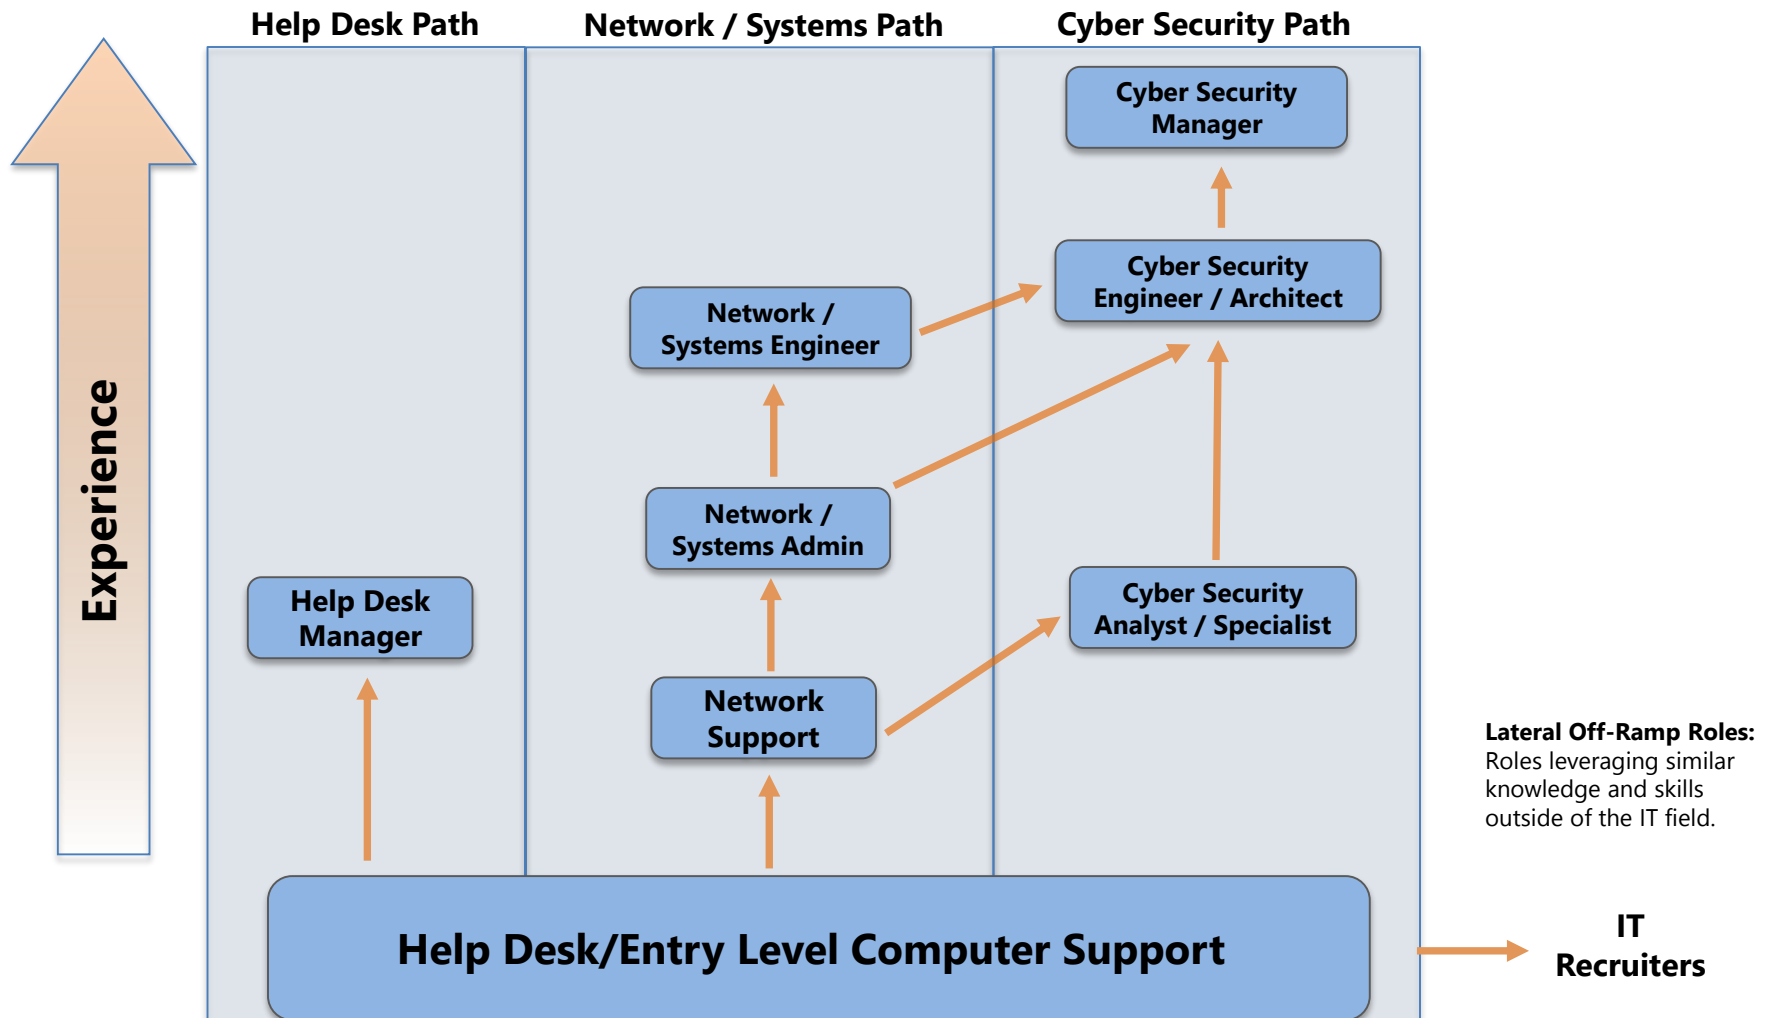 Help Desk Path
Network / Systems Path
Cyber Security Path
Cyber Security
Manager
Cyber Security
Engineer / Architect
Network /
Systems Engineer
Experience
Network /
Systems Admin
Help Desk
Manager
Cyber Security
Analyst / Specialist
Network
Support
Lateral Off-Ramp Roles:
Roles leveraging similar
knowledge and skills
outside of the IT field.
Help Desk/Entry Level Computer Support
IT
Recruiters